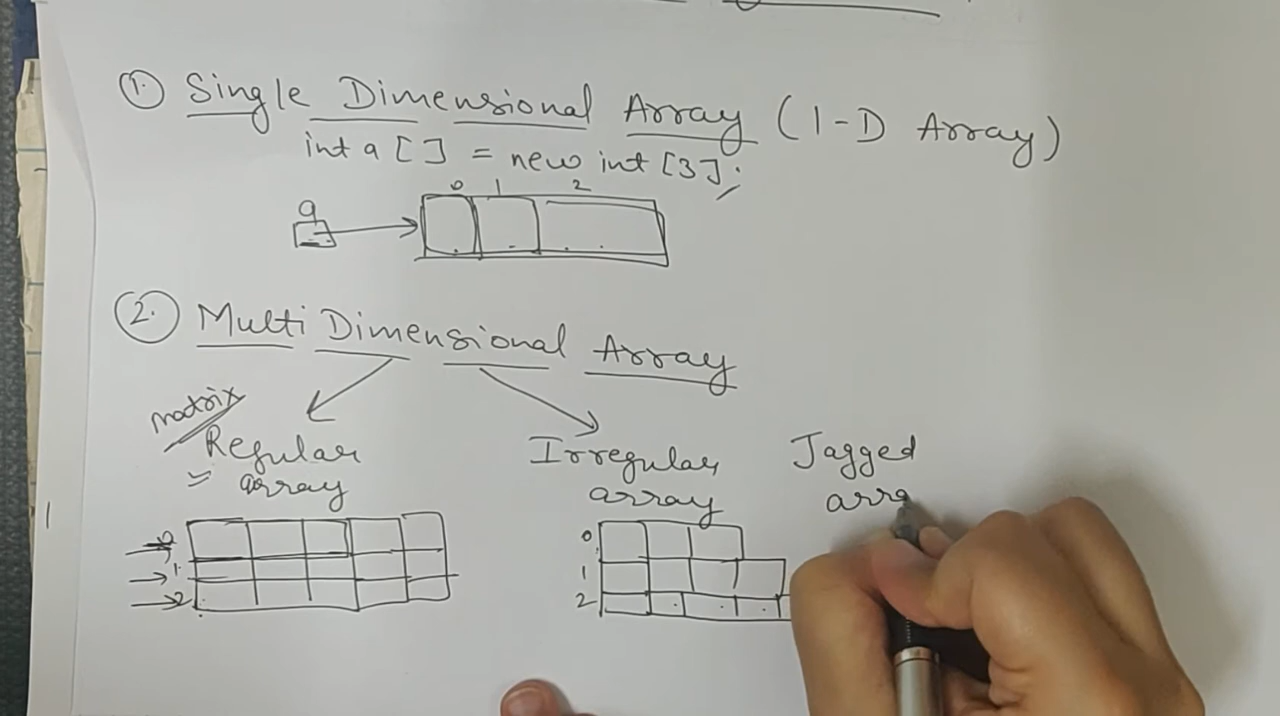 1. Single Dimensional Array (1-D Array)
int a [ ] = new int [3];
0 1 2
a
2. Multi Dimensional Array
matrix
Regular
array
Irregular
array
Jagged
arra
0
1
2
0
1
2